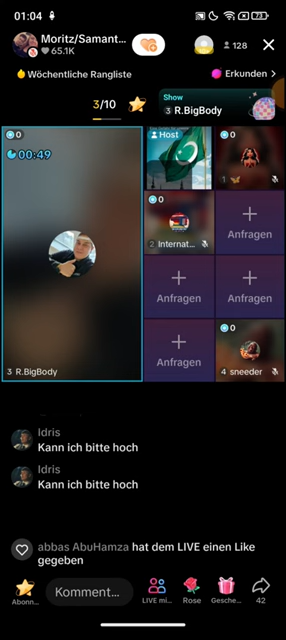 01:04
73
Moritz/Samant...
65.1K
128
Wöchentliche Rangliste
Erkunden
3/10
Show
3 R.BigBody
0
00:49
Host
0
1
0
2 Internat...
Anfragen
Anfragen
Anfragen
Anfragen
0
3 R.BigBody
4 sneeder
Idris
Kann ich bitte hoch
Idris
Kann ich bitte hoch
abbas AbuHamza hat dem LIVE einen Like
gegeben
Abonn...
Komment...
LIVE mi...
Rose
Gesche...
42